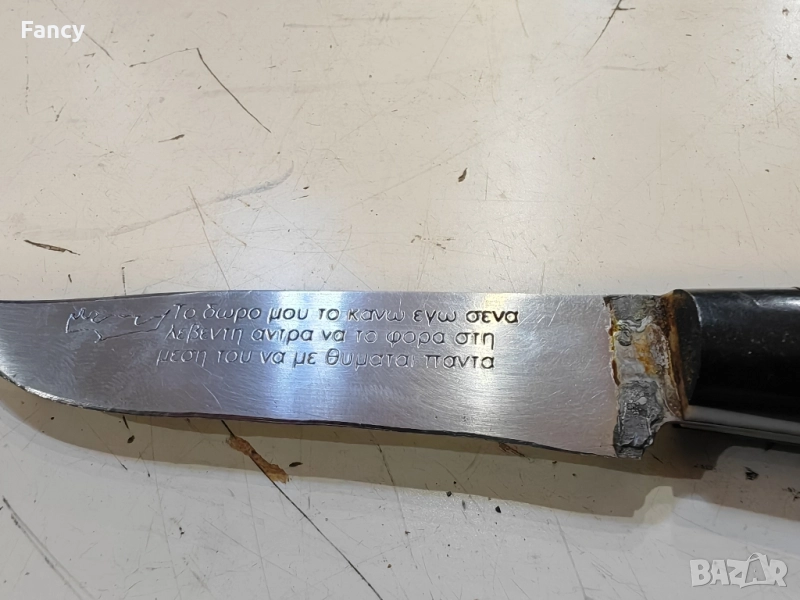 Fancy
Το δωρο μου το κανω εγω σενα
λεβεντη αντρα να το φορα στη
μεση του να με θυμαται παντα
BAZAR